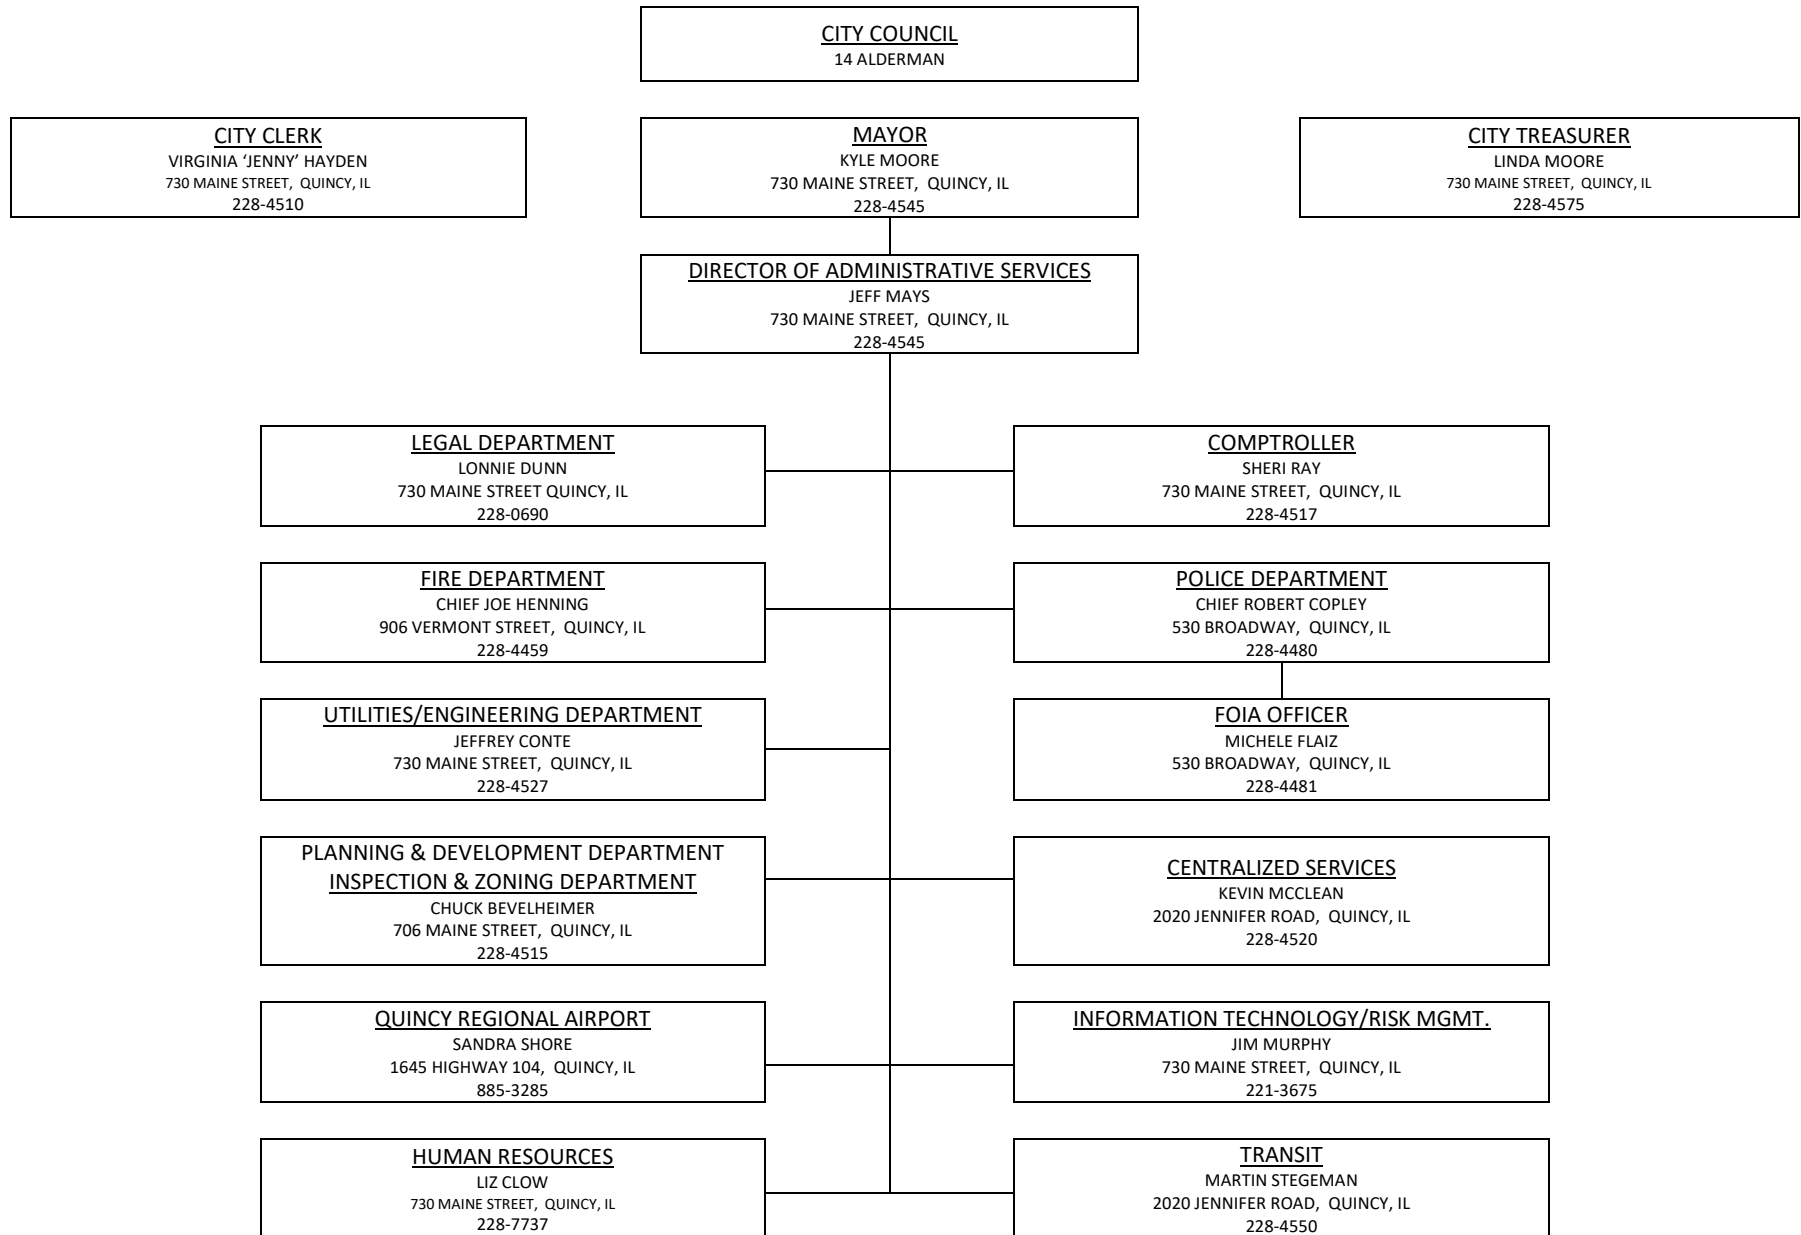 CITY COUNCIL
14 ALDERMAN
CITY CLERK
VIRGINIA ‘JENNY’ HAYDEN
730 MAINE STREET, QUINCY, IL
228-4510
MAYOR
KYLE MOORE
730 MAINE STREET, QUINCY, IL
228-4545
CITY TREASURER
LINDA MOORE
730 MAINE STREET, QUINCY, IL
228-4575
DIRECTOR OF ADMINISTRATIVE SERVICES
JEFF MAYS
730 MAINE STREET, QUINCY, IL
228-4545
LEGAL DEPARTMENT
LONNIE DUNN
730 MAINE STREET QUINCY, IL
228-0690
COMPTROLLER
SHERI RAY
730 MAINE STREET, QUINCY, IL
228-4517
FIRE DEPARTMENT
CHIEF JOE HENNING
906 VERMONT STREET, QUINCY, IL
228-4459
POLICE DEPARTMENT
CHIEF ROBERT COPLEY
530 BROADWAY, QUINCY, IL
228-4480
UTILITIES/ENGINEERING DEPARTMENT
JEFFREY CONTE
730 MAINE STREET, QUINCY, IL
228-4527
FOIA OFFICER
MICHELE FLAIZ
530 BROADWAY, QUINCY, IL
228-4481
PLANNING & DEVELOPMENT DEPARTMENT
INSPECTION & ZONING DEPARTMENT
CHUCK BEVELHEIMER
706 MAINE STREET, QUINCY, IL
228-4515
CENTRALIZED SERVICES
KEVIN MCCLEAN
2020 JENNIFER ROAD, QUINCY, IL
228-4520
QUINCY REGIONAL AIRPORT
SANDRA SHORE
1645 HIGHWAY 104, QUINCY, IL
885-3285
INFORMATION TECHNOLOGY/RISK MGMT.
JIM MURPHY
730 MAINE STREET, QUINCY, IL
221-3675
HUMAN RESOURCES
LIZ CLOW
730 MAINE STREET, QUINCY, IL
228-7737
TRANSIT
MARTIN STEGEMAN
2020 JENNIFER ROAD, QUINCY, IL
228-4550